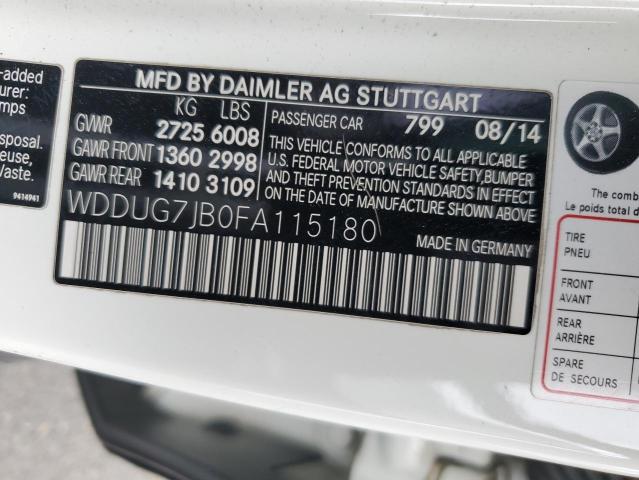 -added
urer:
mps
isposal.
euse,
Waste.
9414941
MFD BY DAIMLER AG STUTTGART
KG LBS
GVWR 2725 6008
GAWR FRONT 1360 2998
GAWR REAR 1410 3109
PASSENGER CAR 799 08/14
THIS VEHICLE CONFORMS TO ALL APPLICABLE
U.S. FEDERAL MOTOR VEHICLE SAFETY, BUMPER
AND THEFT PREVENTION STANDARDS IN EFFECT
ON THE DATE OF MANUFACTURE SHOWN ABOVE.
WDDUG7JB0FA115180
MADE IN GERMANY
The comb
Le poids total d
TIRE
PNEU
FRONT
AVANT
REAR
ARRIÈRE
SPARE
DE SECOURS